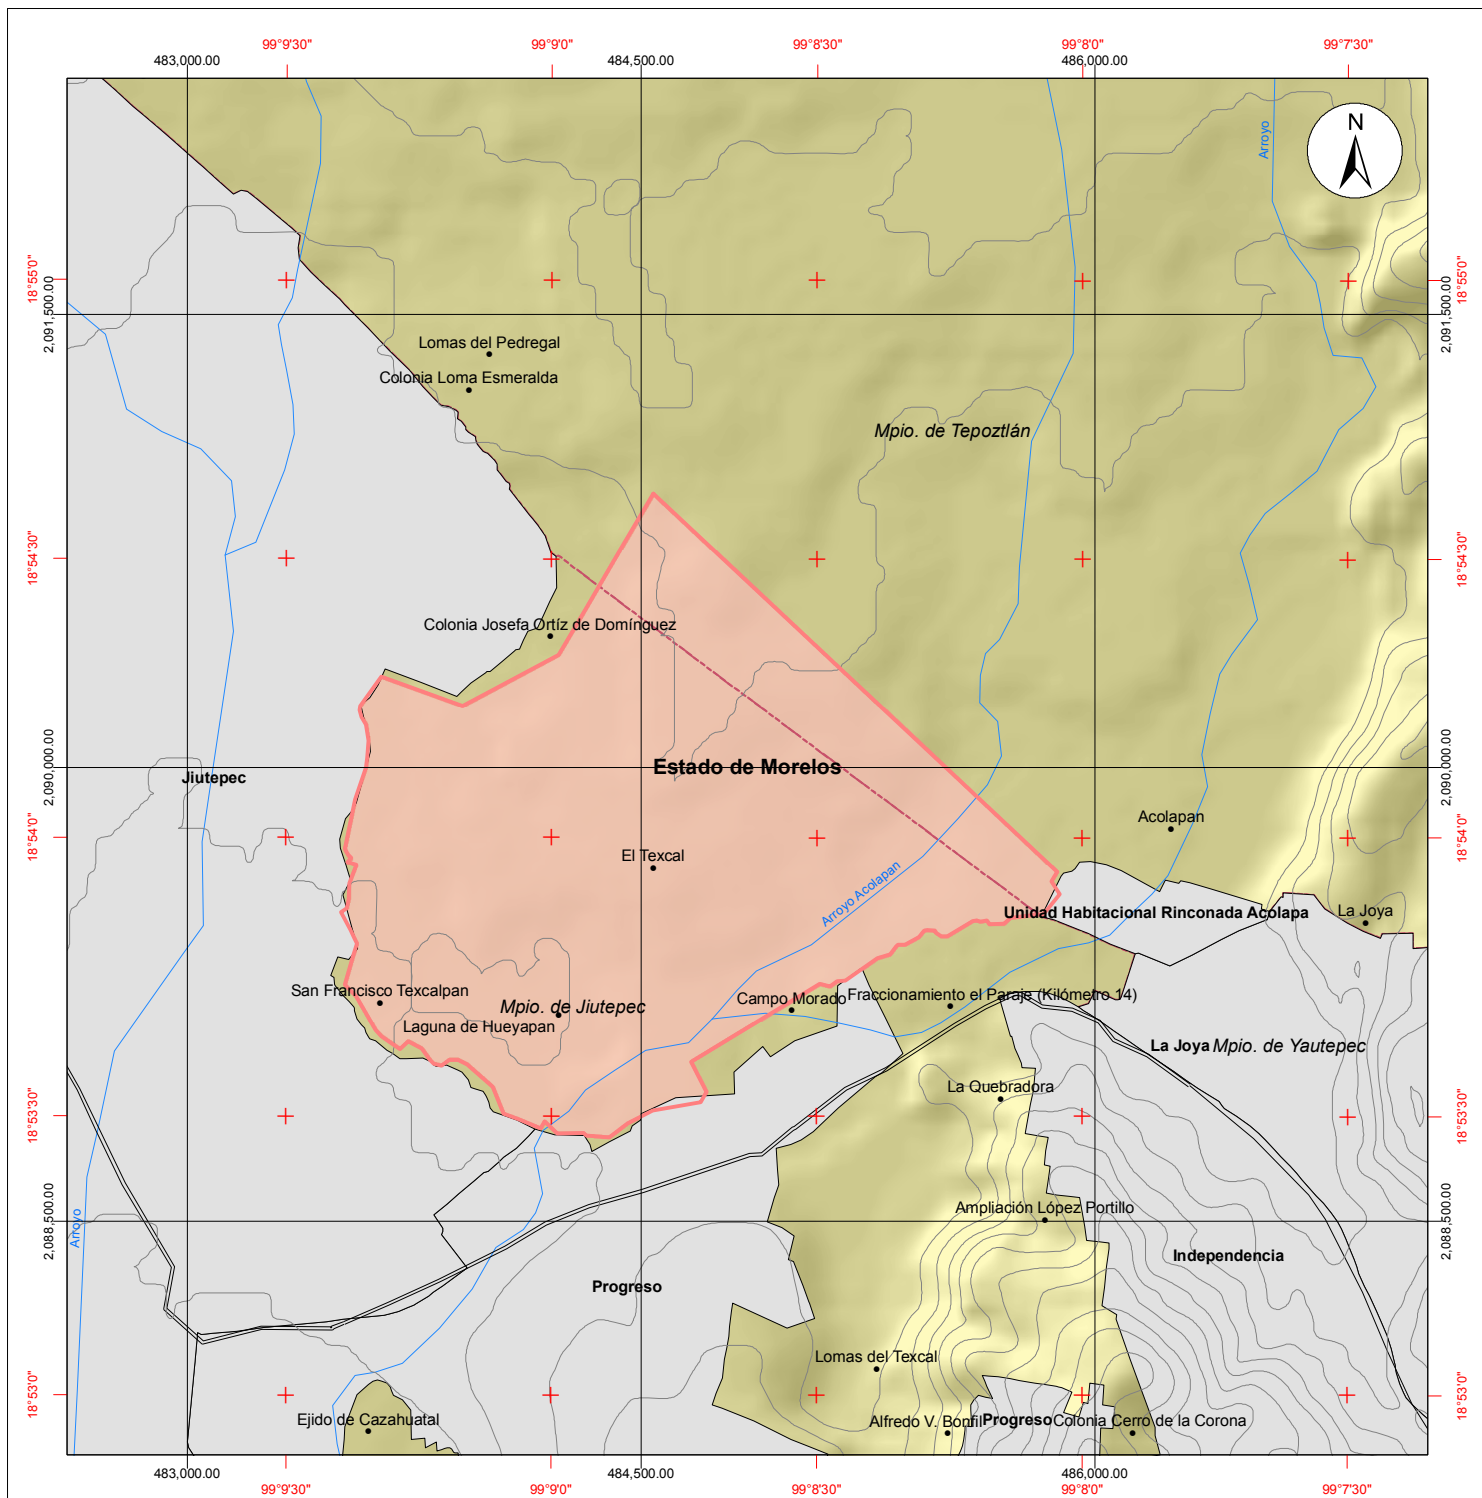 99°9'30"
99°9'0"
99°8'30"
99°8'0"
99°7'30"
483,000.00
484,500.00
486,000.00
N
Arroyo
18°55'0"
18°55'0"
2,091,500.00
2,091,500.00
Lomas del Pedregal
Colonia Loma Esmeralda
Mpio. de Tepoztlán
18°54'30"
18°54'30"
Colonia Josefa Ortíz de Domínguez
2,090,000.00
2,090,000.00
Jiutepec
Estado de Morelos
18°54'0"
18°54'0"
Acolapan
El Texcal
Arroyo Acolapan
Unidad Habitacional Rinconada Acolapa
La Joya
San Francisco Texcalpan
Mpio. de Jiutepec
Campo Morado
Fraccionamiento el Paraje (Kilómetro 14)
Laguna de Hueyapan
La Joya
Mpio. de Yautepec
La Quebradora
18°53'30"
18°53'30"
Ampliación López Portillo
2,088,500.00
2,088,500.00
Arroyo
Independencia
Progreso
Lomas del Texcal
18°53'0"
18°53'0"
Ejido de Cazahuatal
Alfredo V. Bonfil
Progreso
Colonia Cerro de la Corona
483,000.00
484,500.00
486,000.00
99°9'30"
99°9'0"
99°8'30"
99°8'0"
99°7'30"